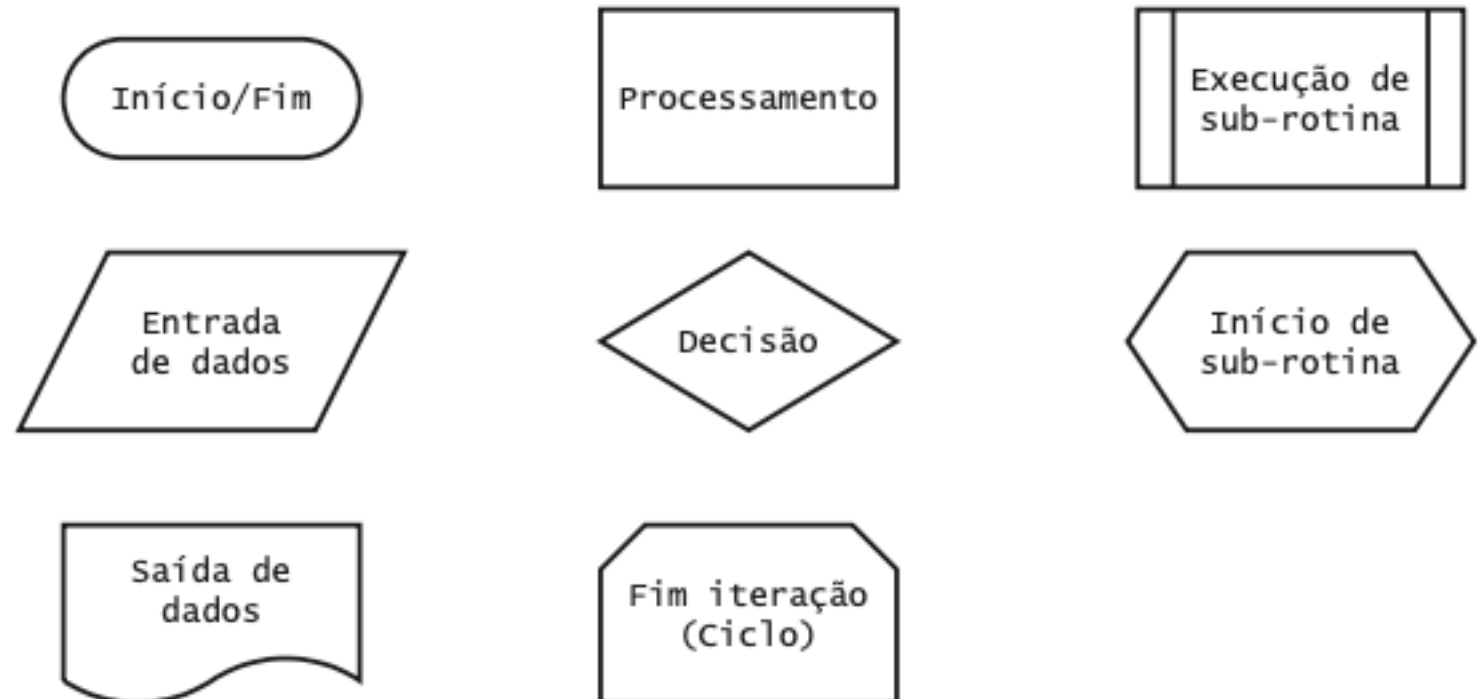 Início/Fim
Processamento
Execução de
sub-rotina
Entrada
de dados
Decisão
Início de
sub-rotina
Saída de
dados
Fim iteração
(Ciclo)